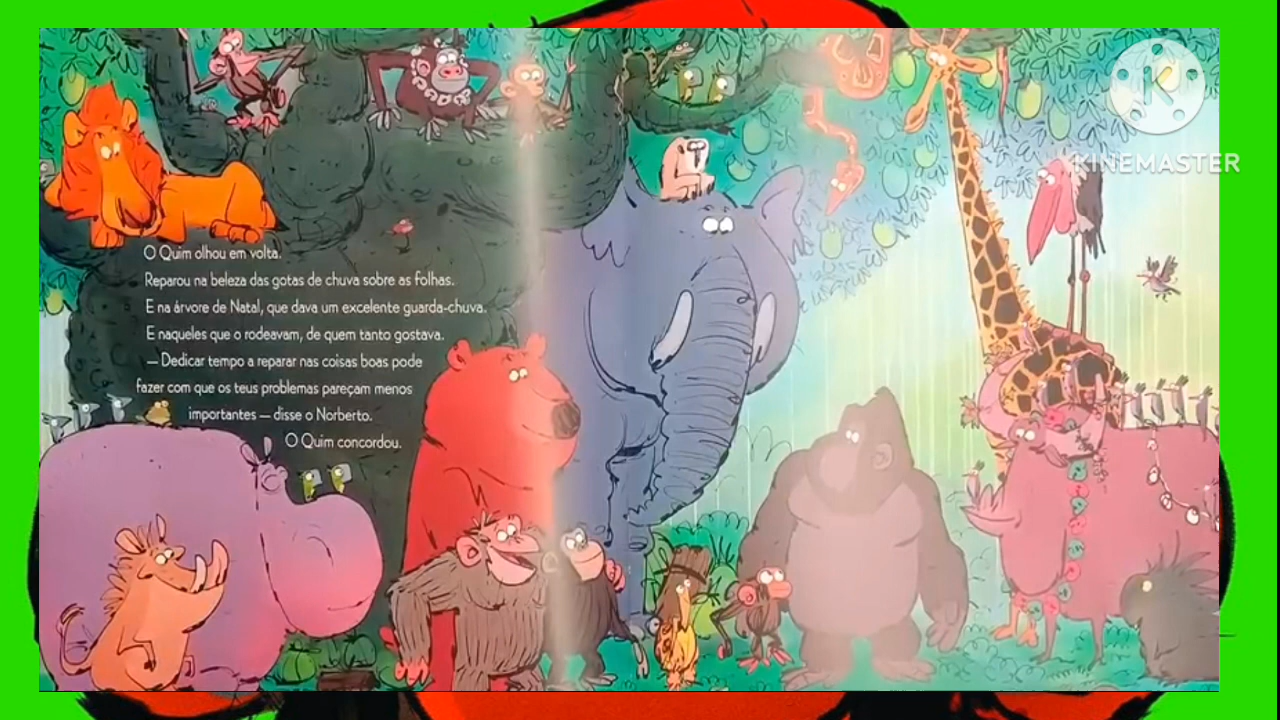 O Quim olhou em volta.
Reparou na beleza das gotas de chuva sobre as folhas.
E na árvore de Natal, que dava um excelente guarda-chuva.
E naqueles que o rodeavam, de quem tanto gostava.
— Dedicar tempo a reparar nas coisas boas pode
fazer com que os teus problemas pareçam menos
importantes — disse o Norberto.
O Quim concordou.
K
KINEMASTER